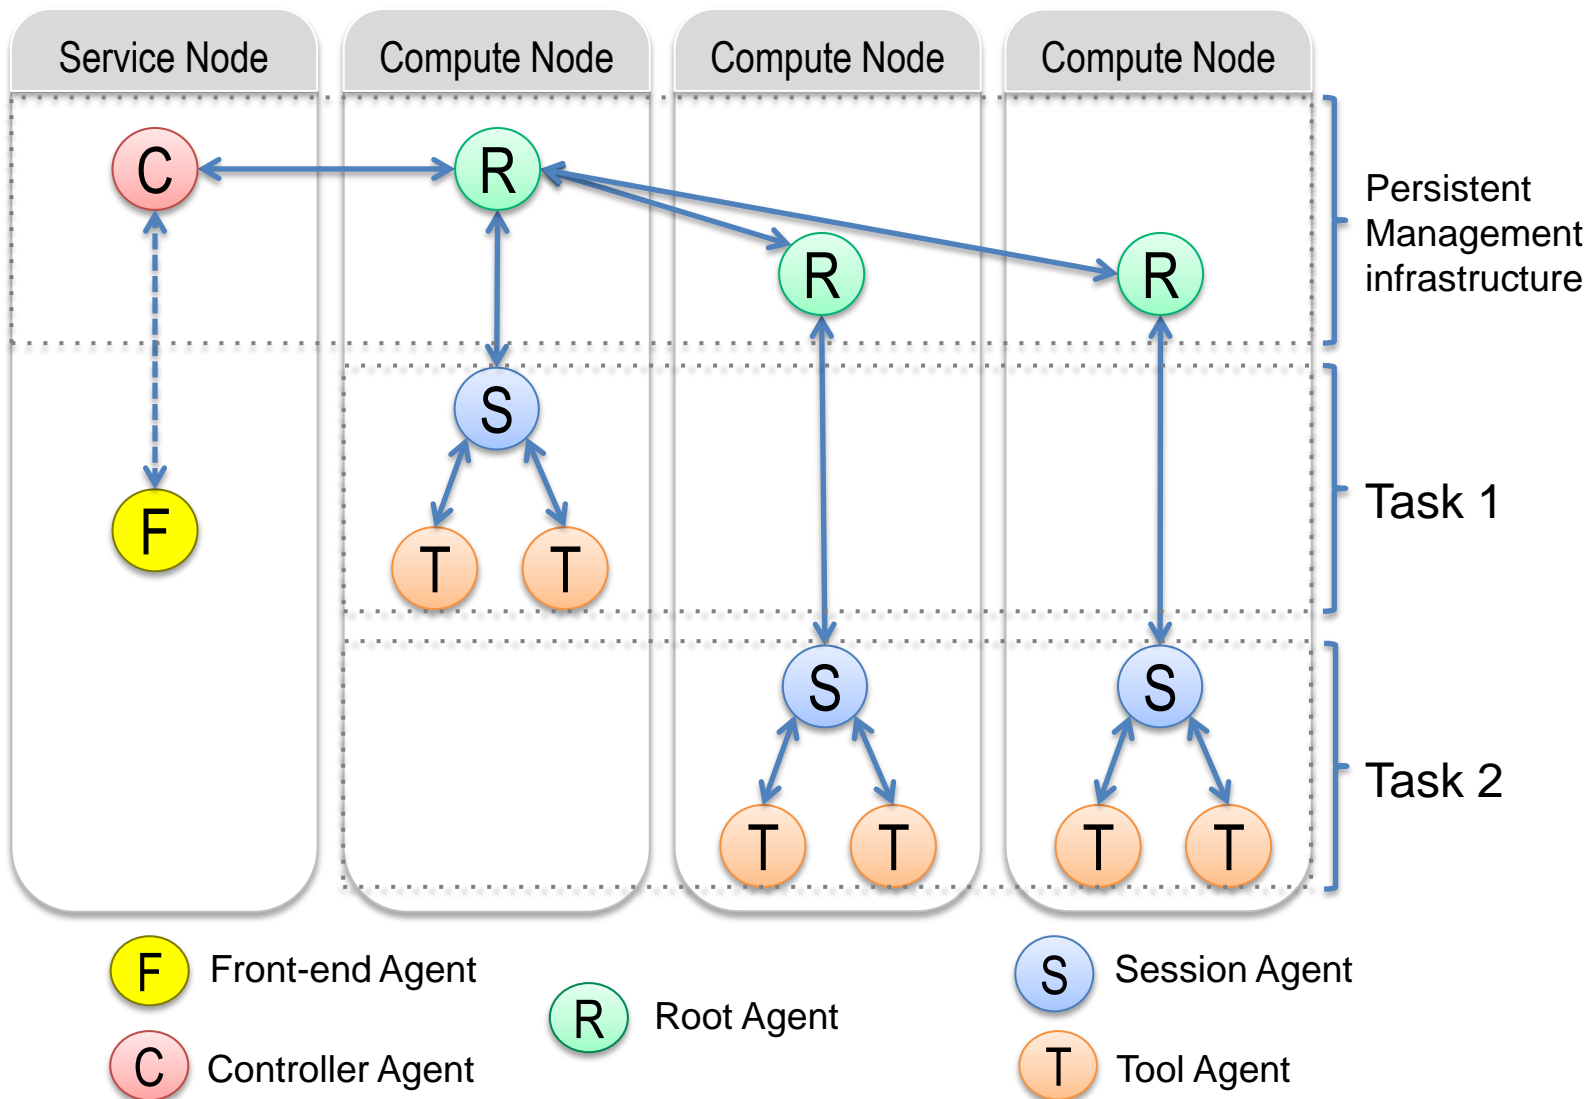 Service Node
Compute Node
Compute Node
Compute Node
C
R
R
R
Persistent
Management
infrastructure
S
F
T
T
Task 1
S
S
T
T
T
T
Task 2
F Front-end Agent
R Root Agent
S Session Agent
C Controller Agent
T Tool Agent